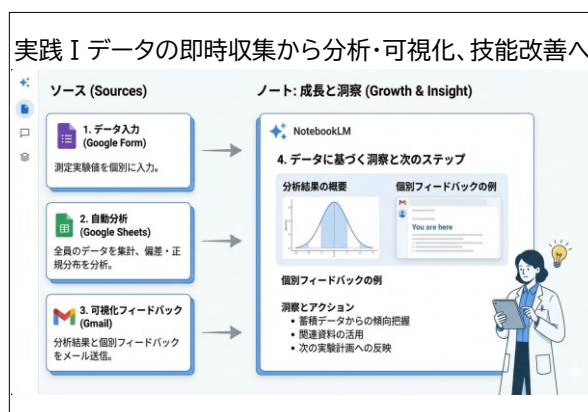 実践Ⅰデータの即時収集から分析・可視化、技能改善へ
ソース (Sources)
1. データ入力
(Google Form)
測定実験値を個別に入力。
2. 自動分析
(Google Sheets)
全員のデータを集計、偏差・正
規分布を分析。
3. 可視化フィードバック
(Gmail)
分析結果と個別フィードバック
をメール送信。
ノート: 成長と洞察 (Growth & Insight)
NotebookLM
4. データに基づく洞察と次のステップ
分析結果の概要
個別フィードバックの例
You are here
個別フィードバックの例
洞察とアクション
• 蓄積データからの傾向把握
• 関連資料の活用
• 次の実験計画への反映